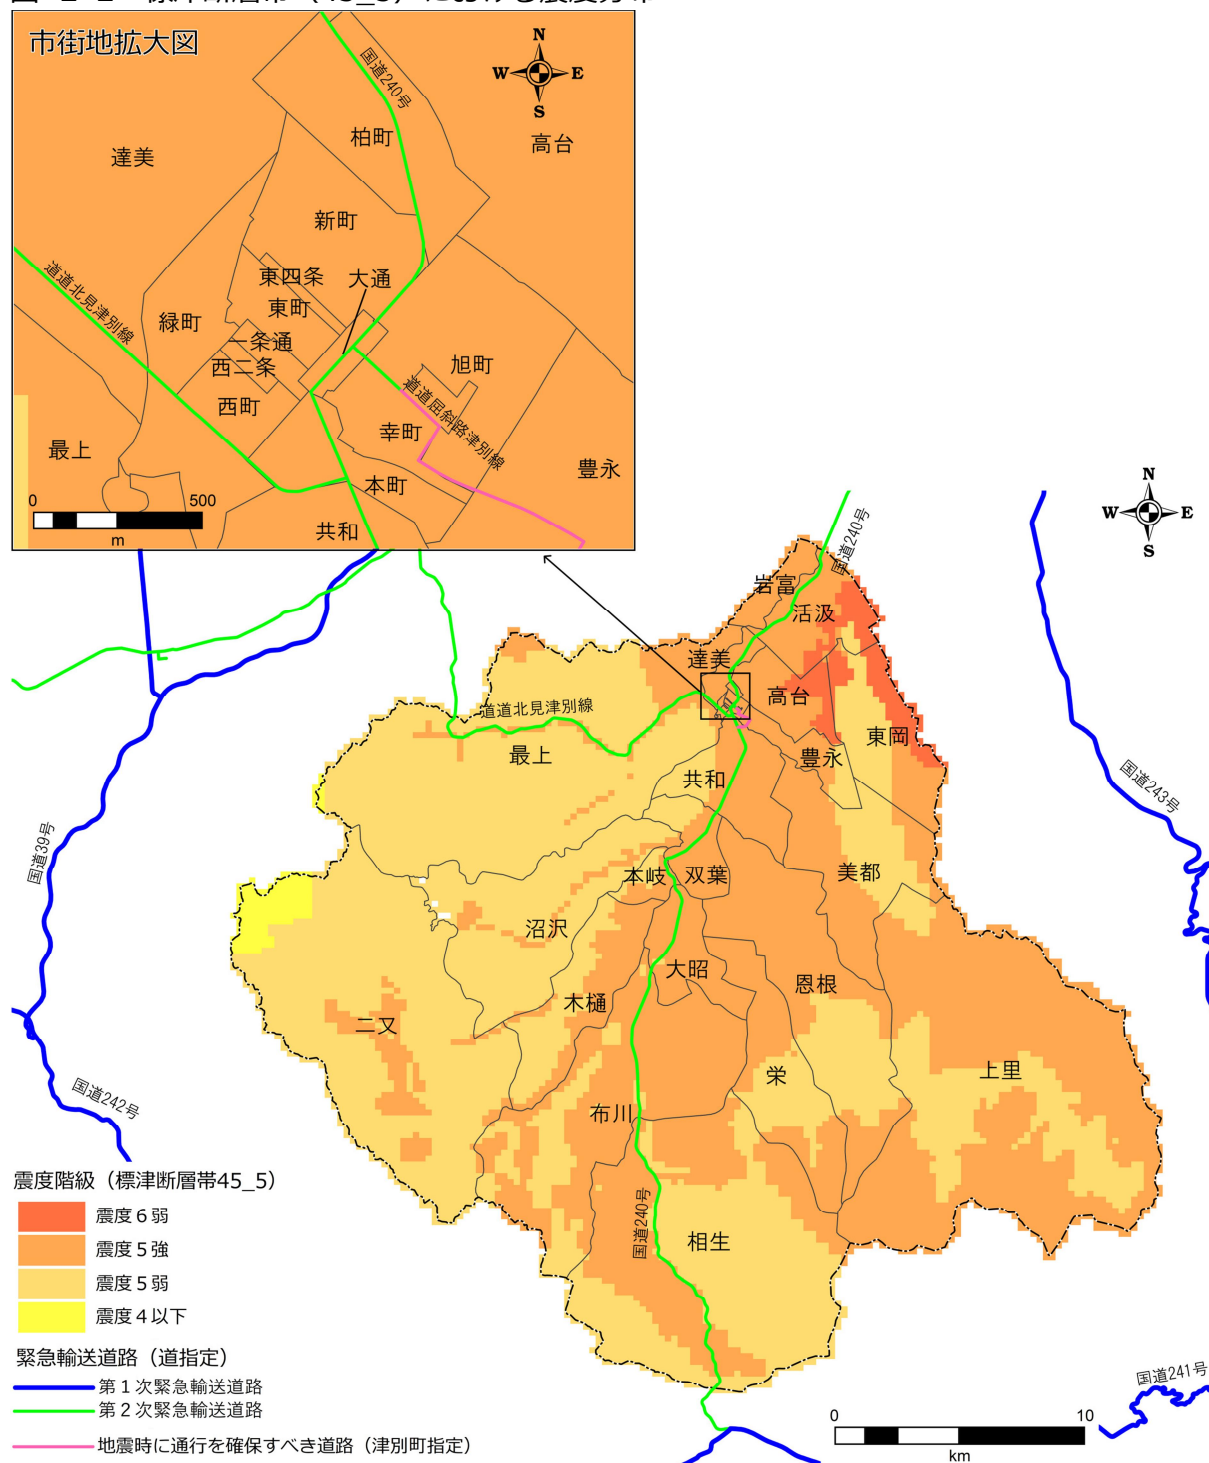 市街地拡大図
N
W E
S
国道240号
柏町
高台
達美
新町
東四条
大通
東町
道道北見津別線
緑町
一条通
西二条
旭町
西町
道道屈斜路津別線
幸町
最上
豊永
本町
0 500
m
共和
N
W E
S
国道240号
岩富
活汲
達美
高台
道道北見津別線
東岡
最上
豊永
共和
国道243号
国道39号
本岐
双葉
美都
沼沢
大昭
恩根
木樋
二又
栄
上里
国道242号
布川
国道240号
相生
震度階級（標津断層帯45_5）
震度６弱
震度５強
震度５弱
震度４以下
緊急輸送道路（道指定）
第１次緊急輸送道路
第２次緊急輸送道路
地震時に通行を確保すべき道路（津別町指定）
国道241号
0 10
km